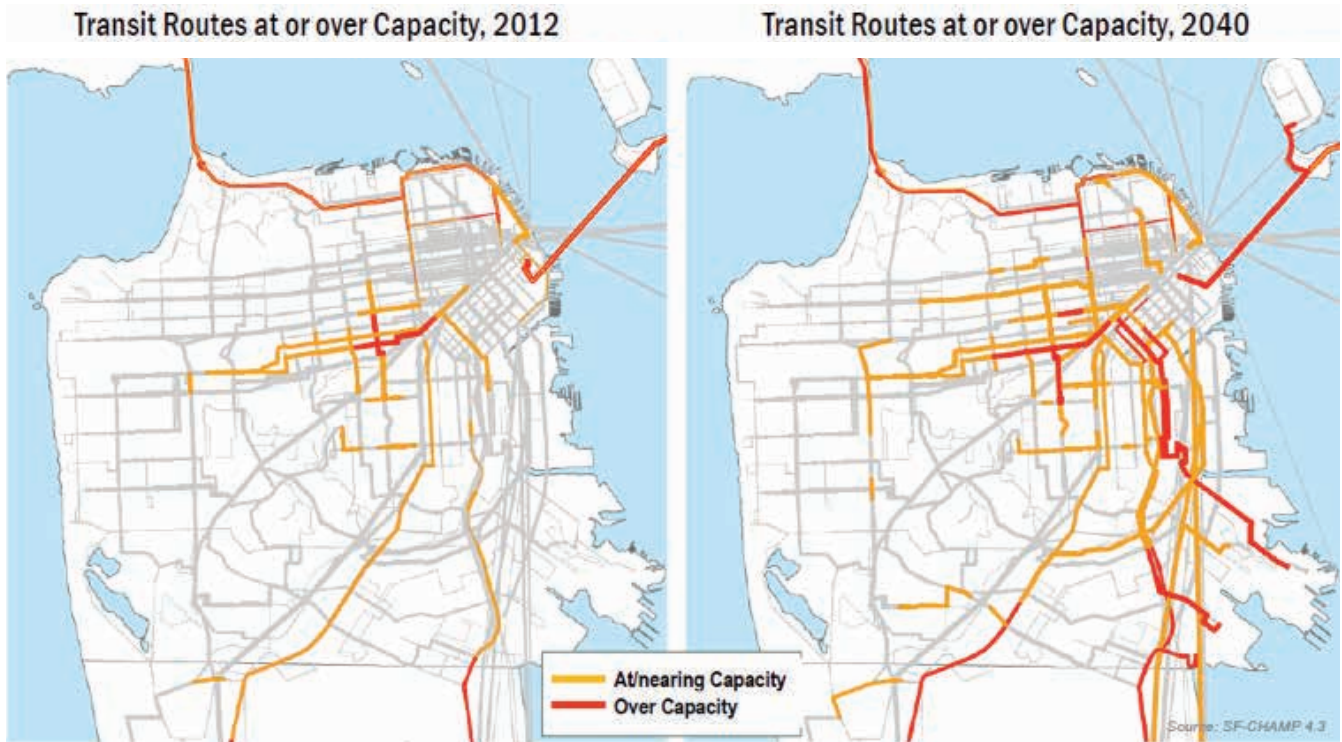 Transit Routes at or over Capacity, 2012
Transit Routes at or over Capacity, 2040
At/nearing Capacity
Over Capacity
Source: SF-CHAMP 4.3